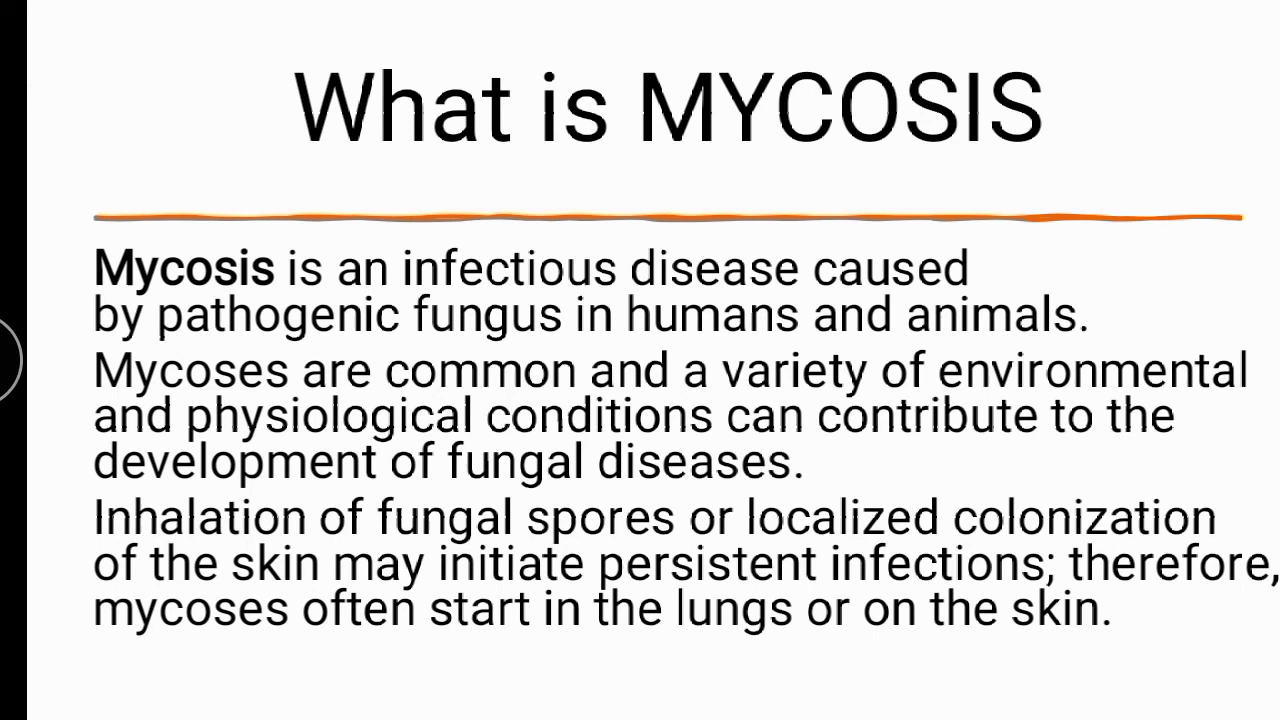 What is MYCOSIS
Mycosis is an infectious disease caused
by pathogenic fungus in humans and animals.
Mycoses are common and a variety of environmental
and physiological conditions can contribute to the
development of fungal diseases.
Inhalation of fungal spores or localized colonization
of the skin may initiate persistent infections; therefore,
mycoses often start in the lungs or on the skin.